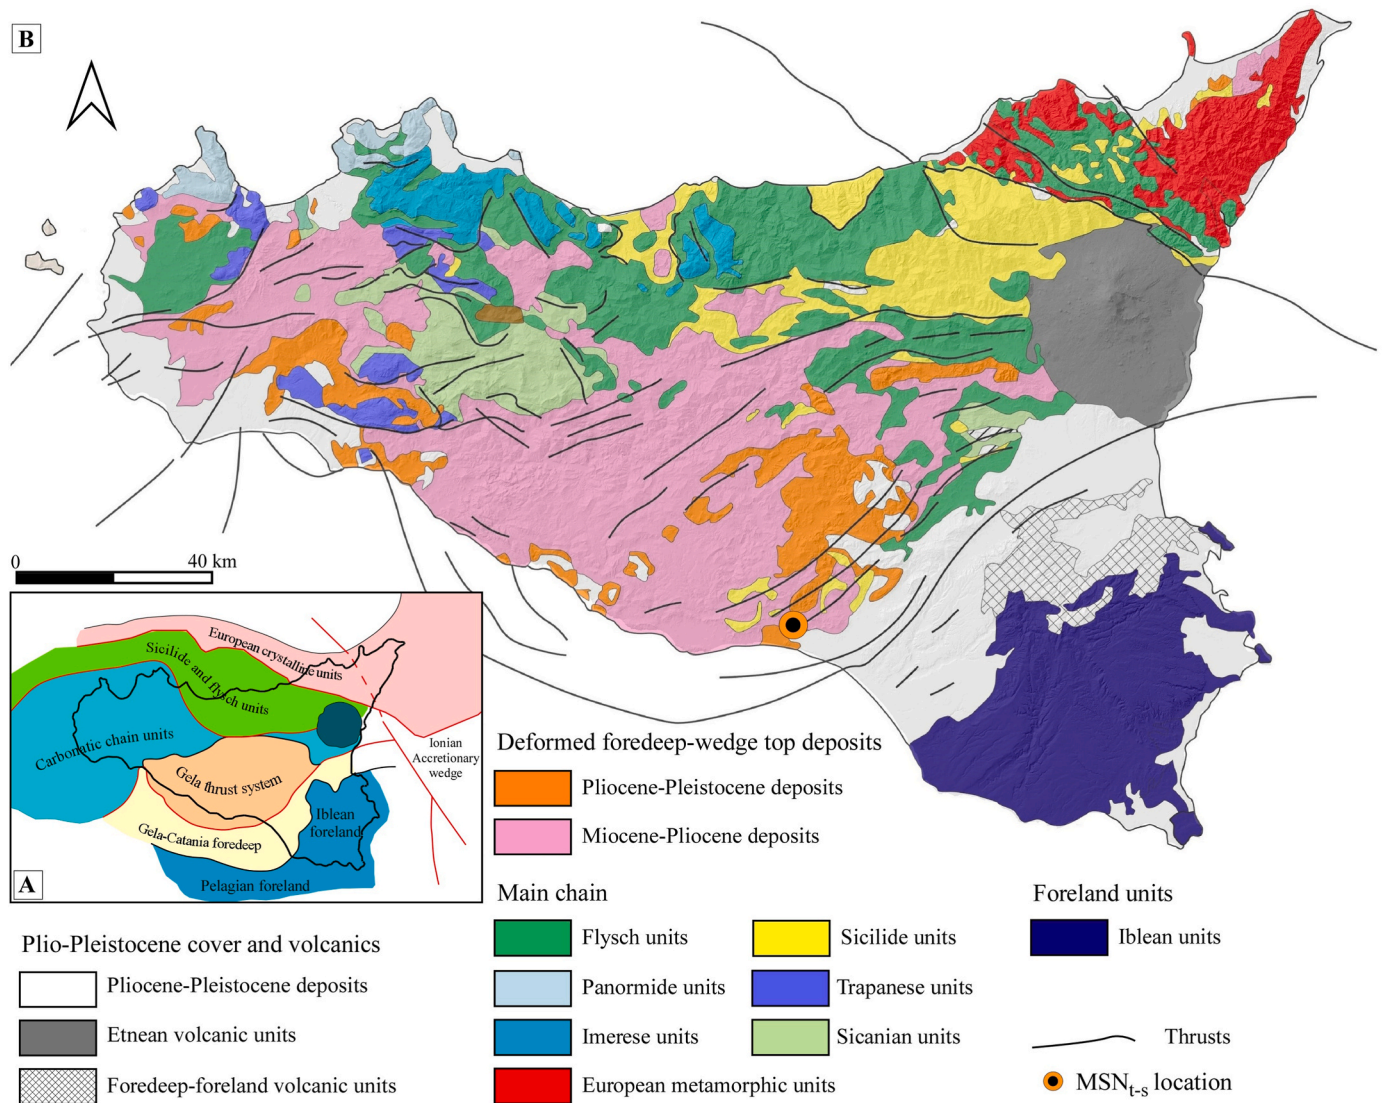 B
0 40 km
European crystalline units
Sicilide and flysch units
Carbonatic chain units
Gela thrust system
Ionian
Accretionary
wedge
Iblean
foreland
Gela-Catania foredeep
Pelagian foreland
A
Deformed foredeep-wedge top deposits
Pliocene-Pleistocene deposits
Miocene-Pliocene deposits
Main chain
Flysch units
Sicilide units
Panormide units
Trapanese units
Imerese units
Sicanian units
European metamorphic units
Foreland units
Iblean units
Thrusts
MSNt-s location
Plio-Pleistocene cover and volcanics
Pliocene-Pleistocene deposits
Etnean volcanic units
Foredeep-foreland volcanic units